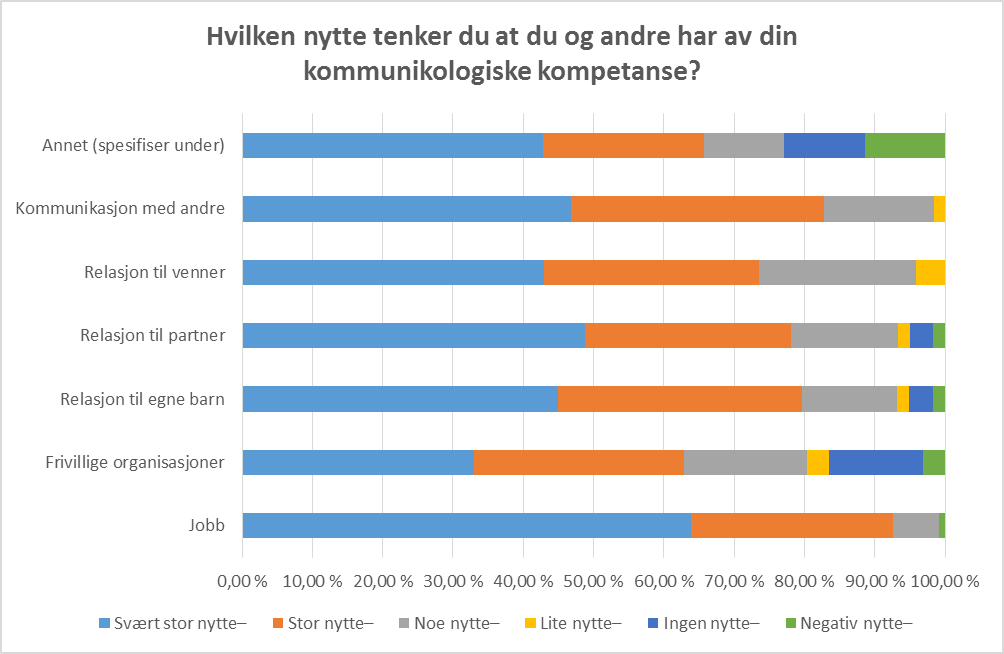 Hvilken nytte tenker du at du og andre har av din
kommunikologiske kompetanse?
Annet (spesifiser under)
Kommunikasjon med andre
Relasjon til venner
Relasjon til partner
Relasjon til egne barn
Frivillige organisasjoner
Jobb
0,00 % 10,00 % 20,00 % 30,00 % 40,00 % 50,00 % 60,00 % 70,00 % 80,00 % 90,00 % 100,00 %
Svært stor nytte– Stor nytte– Noe nytte– Lite nytte– Ingen nytte– Negativ nytte–